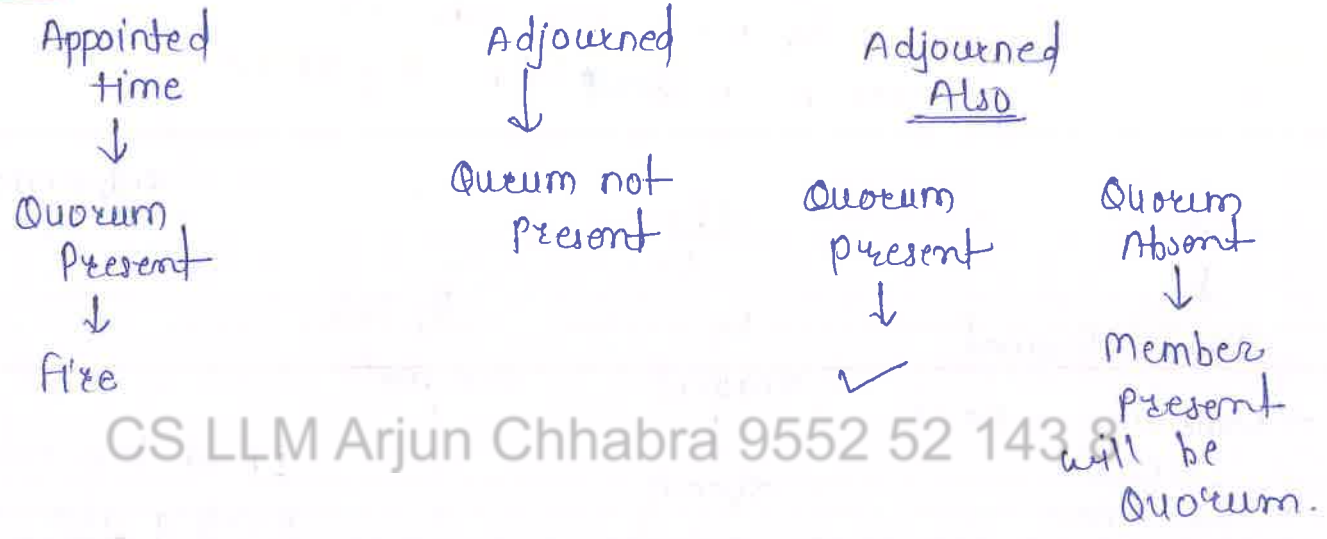 Appointed
time
↓
Quorum
Present
↓
Fire
Adjourned
↓
Qurum not
Present
Adjourned
Also
Quorum
present
↓
✓
Quorum
Absent
↓
Member
Present
will be
Quorum.
CS LLM Arjun Chhabra 9552 52 143 8